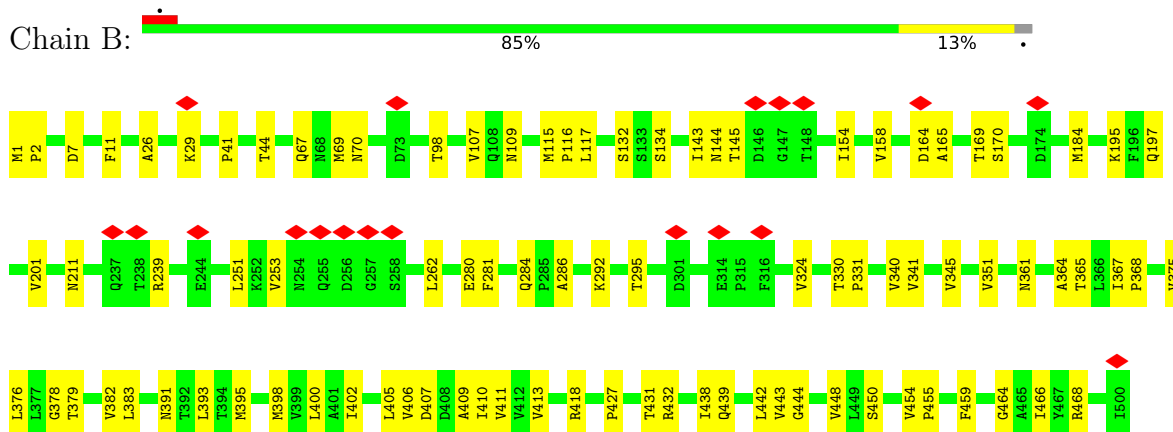 Chain B:
85% 13%
M1 P2 D7 F11 A26 K29 P41 T44 Q67 N68 M69 N70 D73 T98 V107 Q108 N109 M115 P116 L117 S132 S133 S134 I143 N144 T145 D146 G147 T148 I154 V158 D164 A165 T169 S170 D174 M184 K195 F196 Q197
V201 N211 Q237 T238 R239 E244 L251 K252 V253 N254 Q255 D256 G257 S258 L262 E280 F281 Q284 P285 A286 K292 T295 D301 E314 P315 F316 V324 T330 P331 V340 V341 V345 V351 N361 A364 T365 L366 I367 P368 V375
L376 L377 G378 T379 V382 L383 N391 T392 L393 T394 M395 M398 V399 L400 A401 I402 L405 V406 D407 D408 A409 I410 V411 V412 V413 R418 P427 T431 R432 I438 Q439 L442 V443 G444 V448 L449 S450 V454 P455 F459 G464 A465 I466 Y467 R468 I500